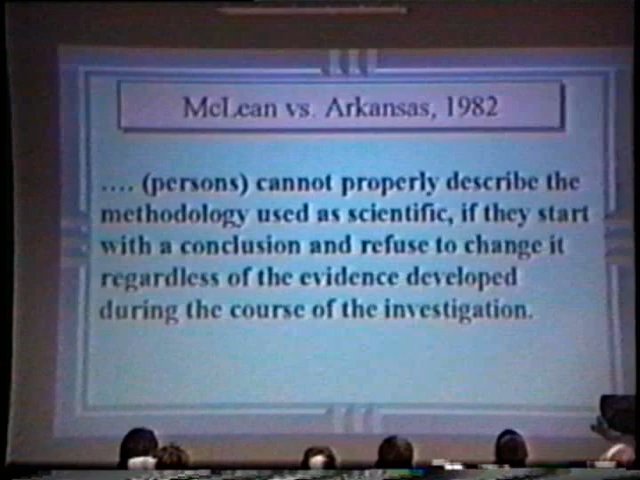 McLean vs. Arkansas, 1982
.... (persons) cannot properly describe the
methodology used as scientific, if they start
with a conclusion and refuse to change it
regardless of the evidence developed
during the course of the investigation.